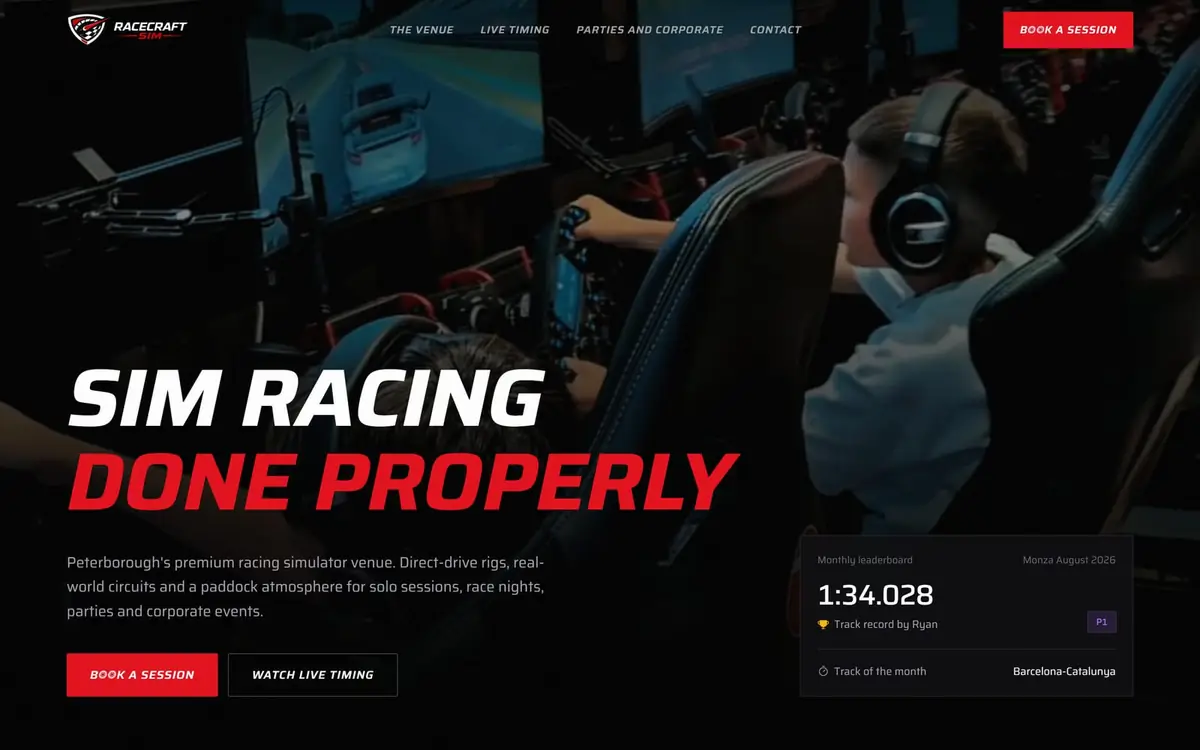 RACECRAFT
SIM
THE VENUE
LIVE TIMING
PARTIES AND CORPORATE
CONTACT
BOOK A SESSION
SIM RACING
DONE PROPERLY
Peterborough's premium racing simulator venue. Direct-drive rigs, real-
world circuits and a paddock atmosphere for solo sessions, race nights,
parties and corporate events.
BOOK A SESSION
WATCH LIVE TIMING
Monthly leaderboard
Monza August 2026
1:34.028
Track record by Ryan
P1
Track of the month
Barcelona-Catalunya